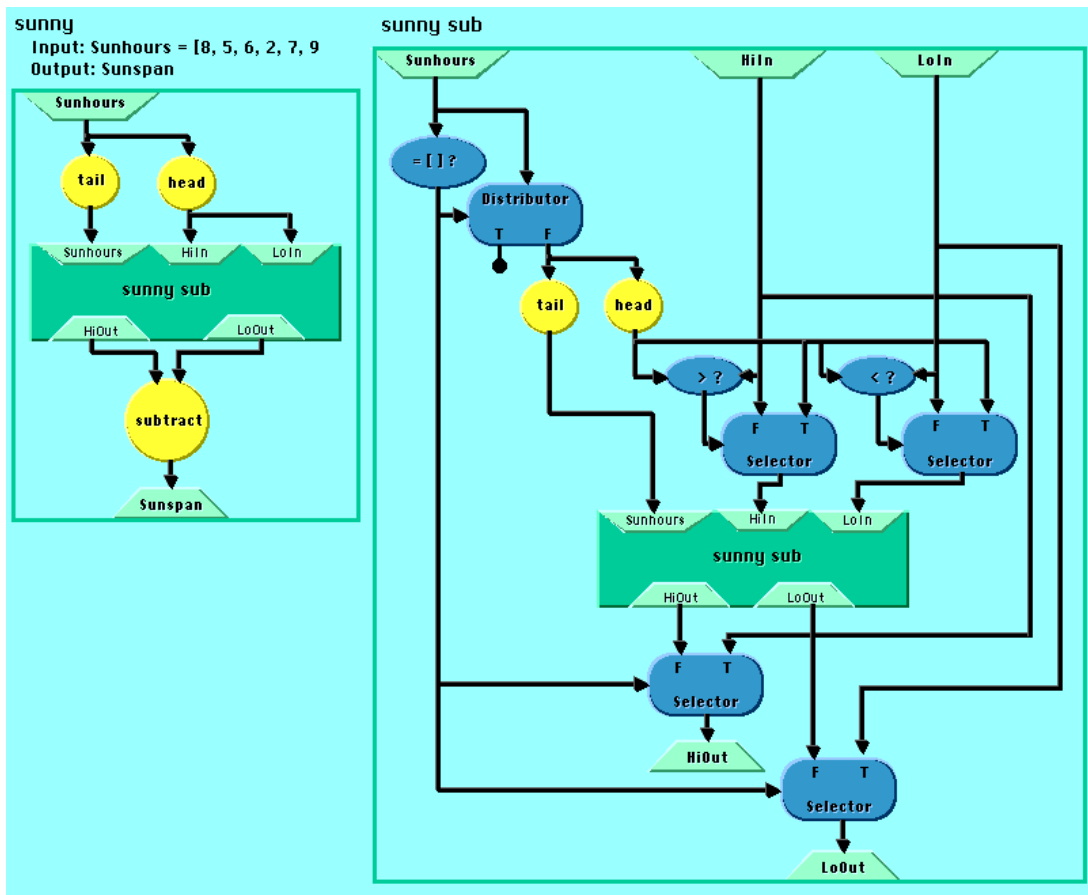 sunny
Input: Sunhours = [8, 5, 6, 2, 7, 9
Output: Sunspan
Sunhours
tail
head
Sunhours
HiIn
LoIn
sunny sub
HiOut
LoOut
subtract
Sunspan
sunny sub
Sunhours
HiIn
LoIn
= [ ] ?
Distributor
T F
tail
head
> ?
< ?
F T
Selector
F T
Selector
Sunhours
HiIn
LoIn
sunny sub
HiOut
LoOut
F T
Selector
HiOut
F T
Selector
LoOut